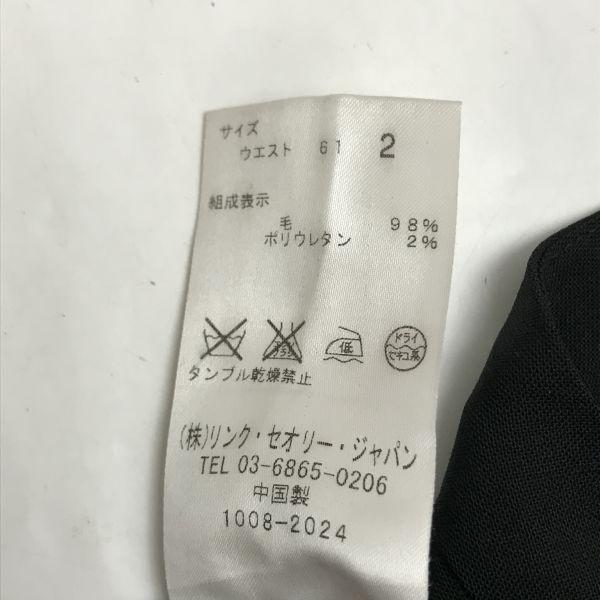 サイズ
ウエスト 61 2
組成表示
毛 98%
ポリウレタン 2%
低 ドライ セキユ系
タンブル乾燥禁止
(株)リンク・セオリー・ジャパン
TEL 03-6865-0206
中国製
1008-2024